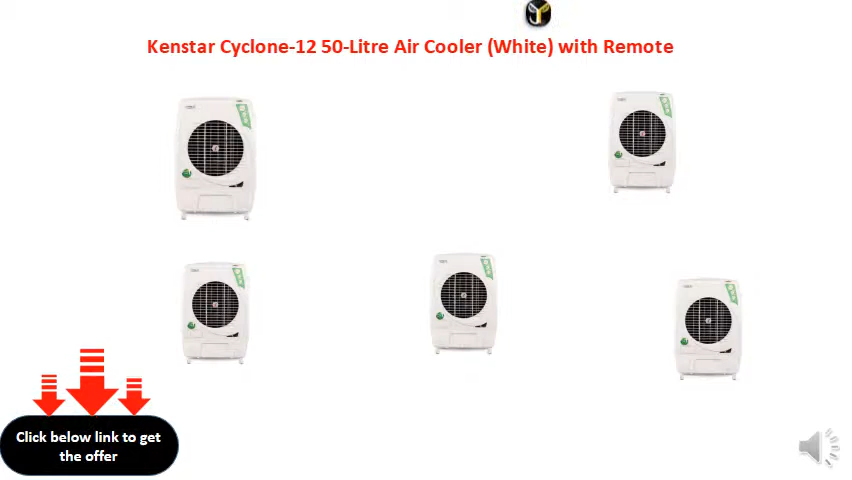 Kenstar Cyclone-12 50-Litre Air Cooler (White) with Remote
Click below link to get
the offer